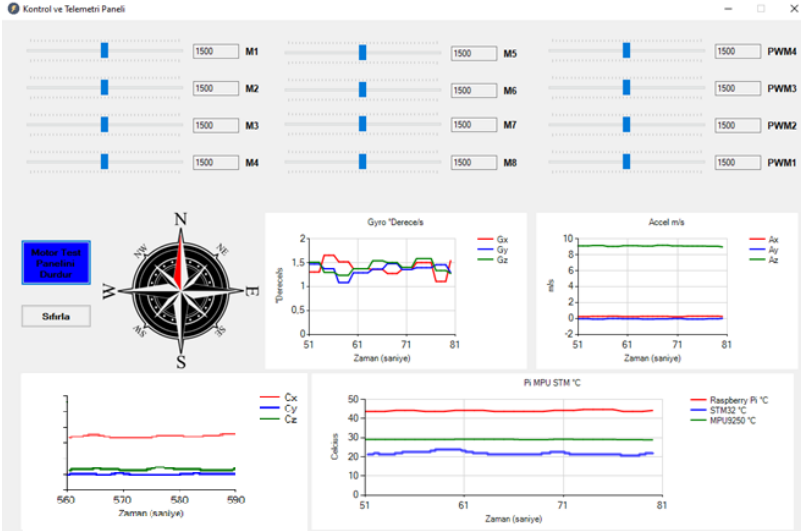 Kontrol ve Telemetri Paneli
1500 M1 1500 M5 1500 PWM4
1500 M2 1500 M6 1500 PWM3
1500 M3 1500 M7 1500 PWM2
1500 M4 1500 M8 1500 PWM1
Motor Test
Panelini
Durdur
Sıfırla
N
NW NE
W E
SW SE
S
Gyro °Derece/s
Gx
Gy
Gz
2
1,5
1
0,5
0
°Derece/s
51 61 71 81
Zaman (saniye)
Accel m/s
Ax
Ay
Az
10
8
6
4
2
0
-2
m/s
51 61 71 81
Zaman (saniye)
Cx
Cy
Cz
560 570 580 590
Zaman (saniye)
Pi MPU STM °C
Raspberry Pi °C
STM32 °C
MPU9250 °C
50
40
30
20
10
0
Celcius
51 61 71 81
Zaman (saniye)